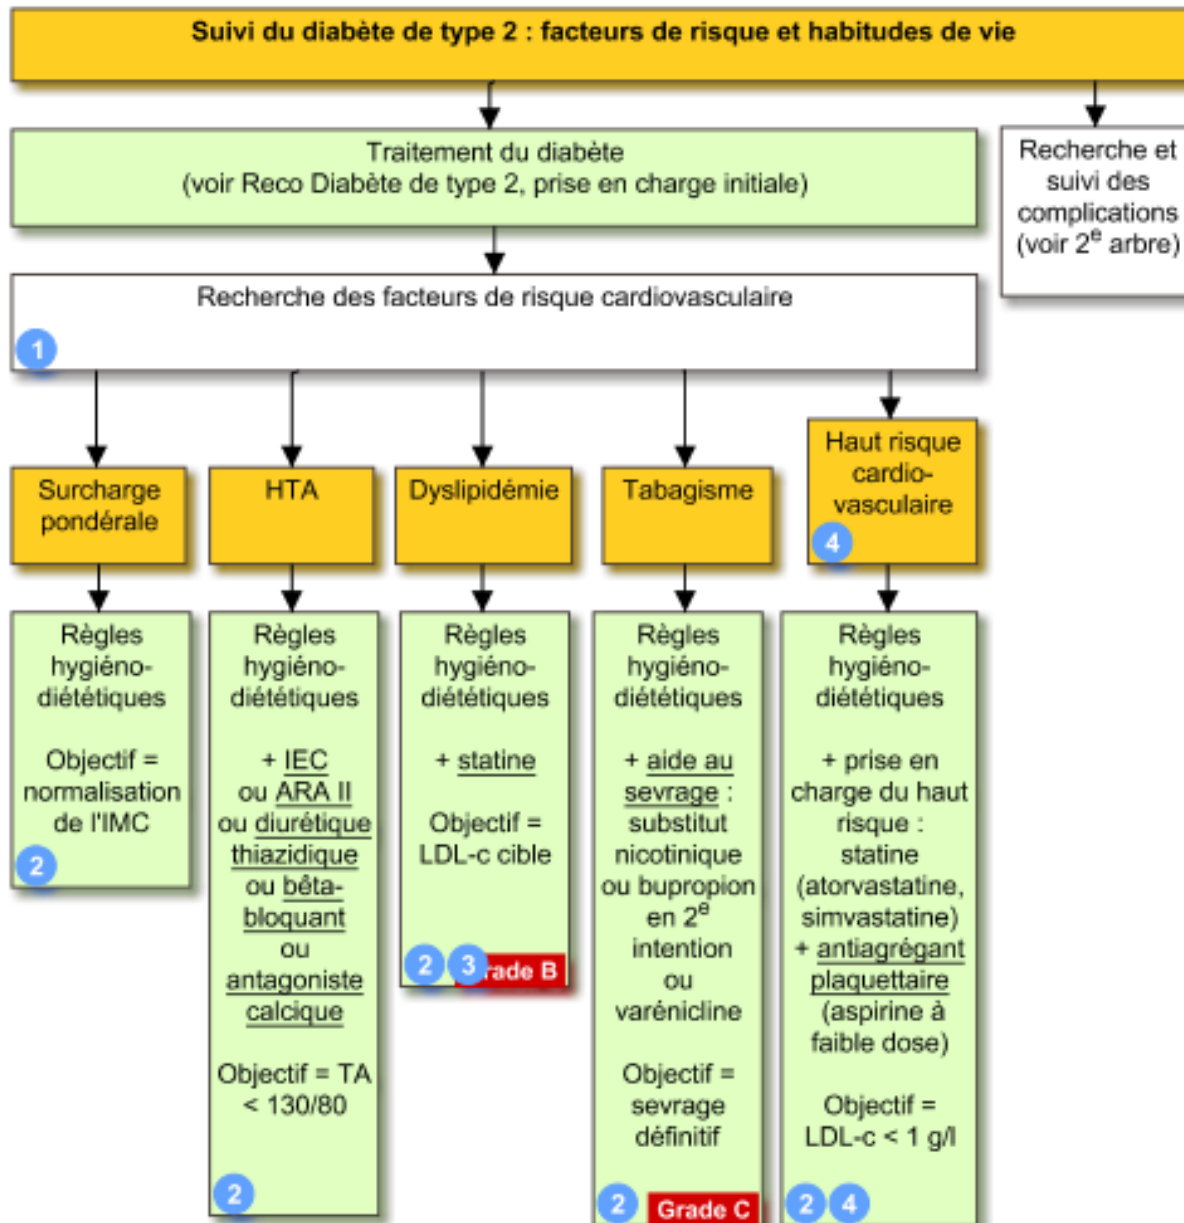 Suivi du diabète de type 2 : facteurs de risque et habitudes de vie
Traitement du diabète
(voir Reco Diabète de type 2, prise en charge initiale)
Recherche et
suivi des
complications
(voir 2e arbre)
Recherche des facteurs de risque cardiovasculaire
1
Surcharge
pondérale
HTA
Dyslipidémie
Tabagisme
Haut risque
cardio-
vasculaire
4
Règles
hygiéno-
diététiques
Objectif =
normalisation
de l'IMC
2
Règles
hygiéno-
diététiques
+ IEC
ou ARA II
ou diurétique
thiazidique
ou bêta-
bloquant
ou
antagoniste
calcique
Objectif = TA
< 130/80
2
Règles
hygiéno-
diététiques
+ statine
Objectif =
LDL-c cible
2 3 Grade B
Règles
hygiéno-
diététiques
+ aide au
sevrage :
substitut
nicotinique
ou bupropion
en 2e
intention
ou
varénicline
Objectif =
sevrage
définitif
2 Grade C
Règles
hygiéno-
diététiques
+ prise en
charge du haut
risque :
statine
(atorvastatine,
simvastatine)
+ antiagrégant
plaquettaire
(aspirine à
faible dose)
Objectif =
LDL-c < 1 g/l
2 4